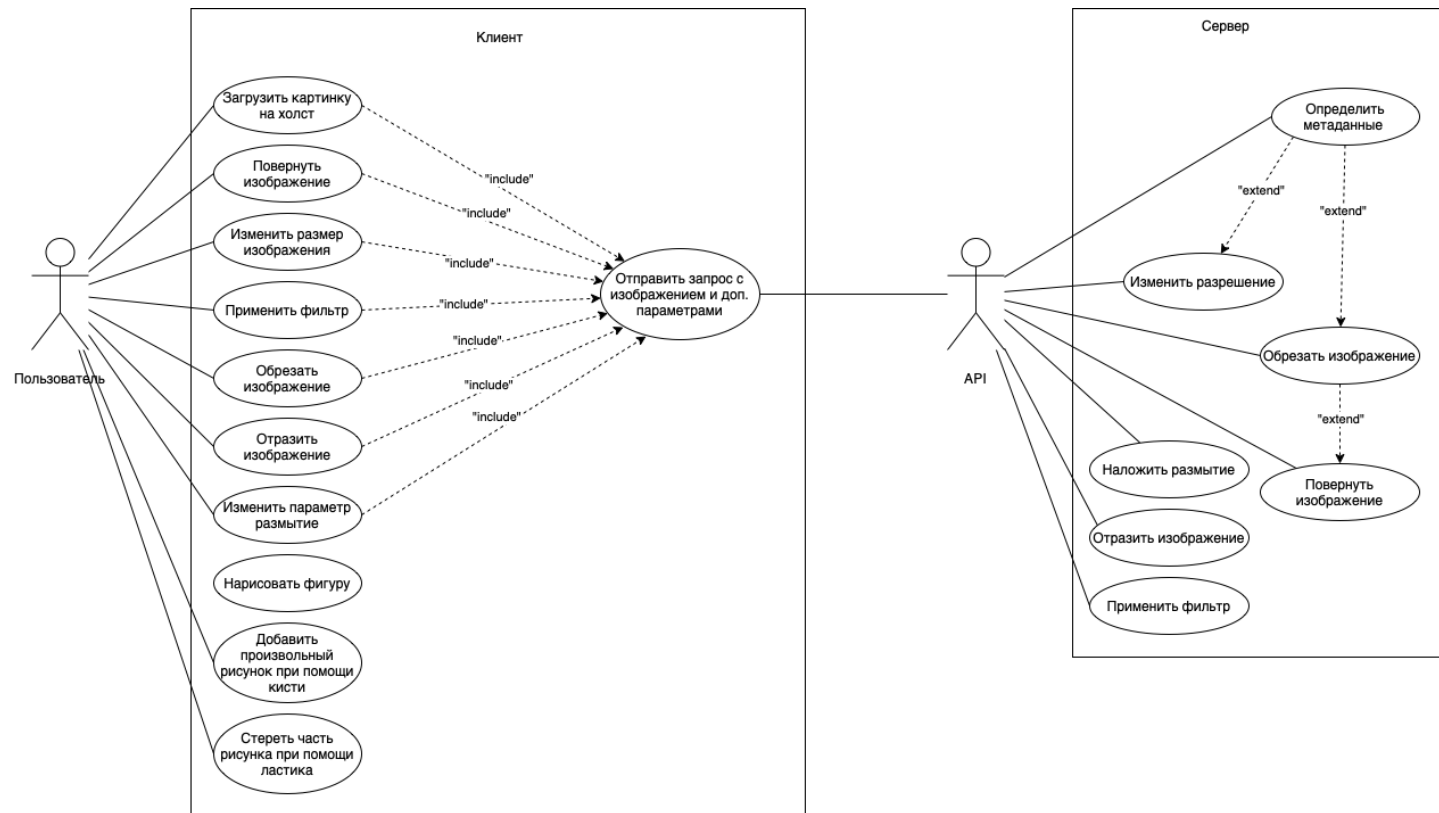 Клиент
Сервер
Загрузить картинку
на холст
Повернуть
изображение
Изменить размер
изображения
Применить фильтр
Обрезать
изображение
Отразить
изображение
Изменить параметр
размытие
Нарисовать фигуру
Добавить
произвольный
рисунок при помощи
кисти
Стереть часть
рисунка при помощи
ластика
Пользователь
"include"
"include"
"include"
"include"
"include"
"include"
"include"
Отправить запрос с
изображением и доп.
параметрами
API
Определить
метаданные
"extend"
"extend"
Изменить разрешение
Обрезать изображение
"extend"
Наложить размытие
Повернуть
изображение
Отразить изображение
Применить фильтр